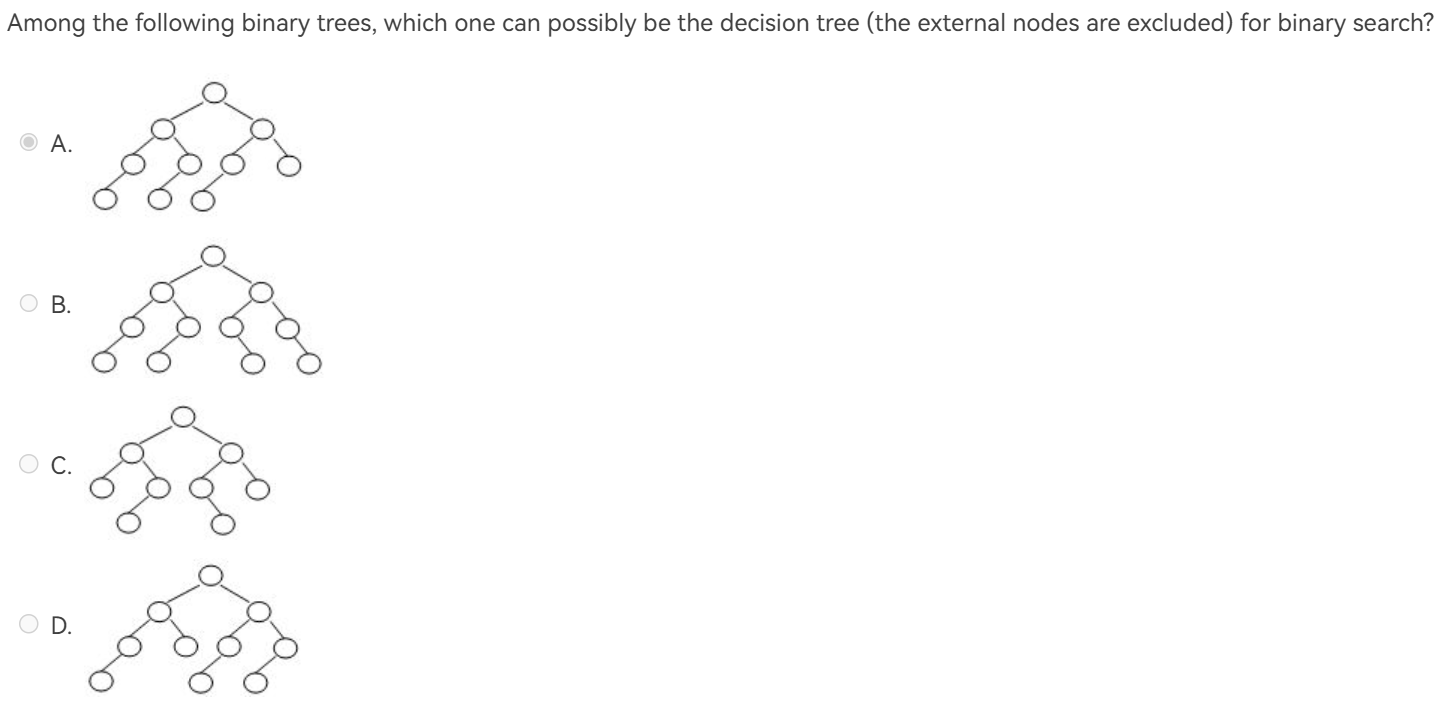 Among the following binary trees, which one can possibly be the decision tree (the external nodes are excluded) for binary search?
A.
B.
C.
D.